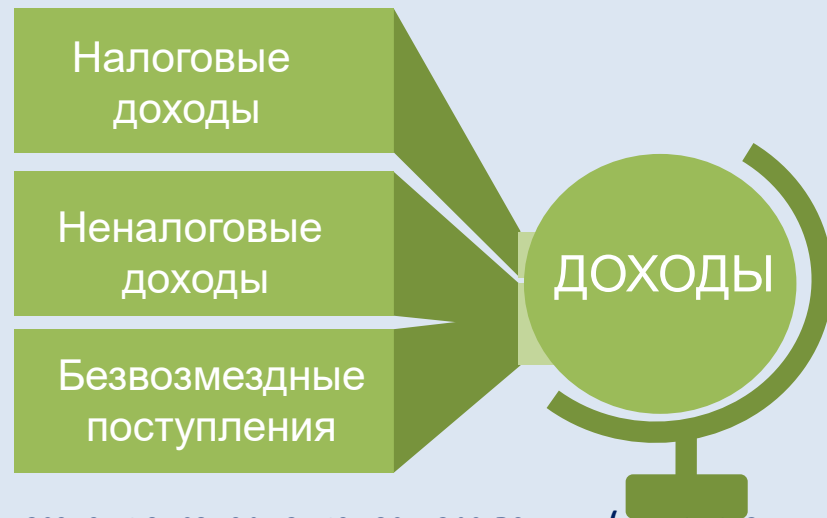 Налоговые
доходы
Неналоговые
доходы
Безвозмездные
поступления
ДОХОДЫ